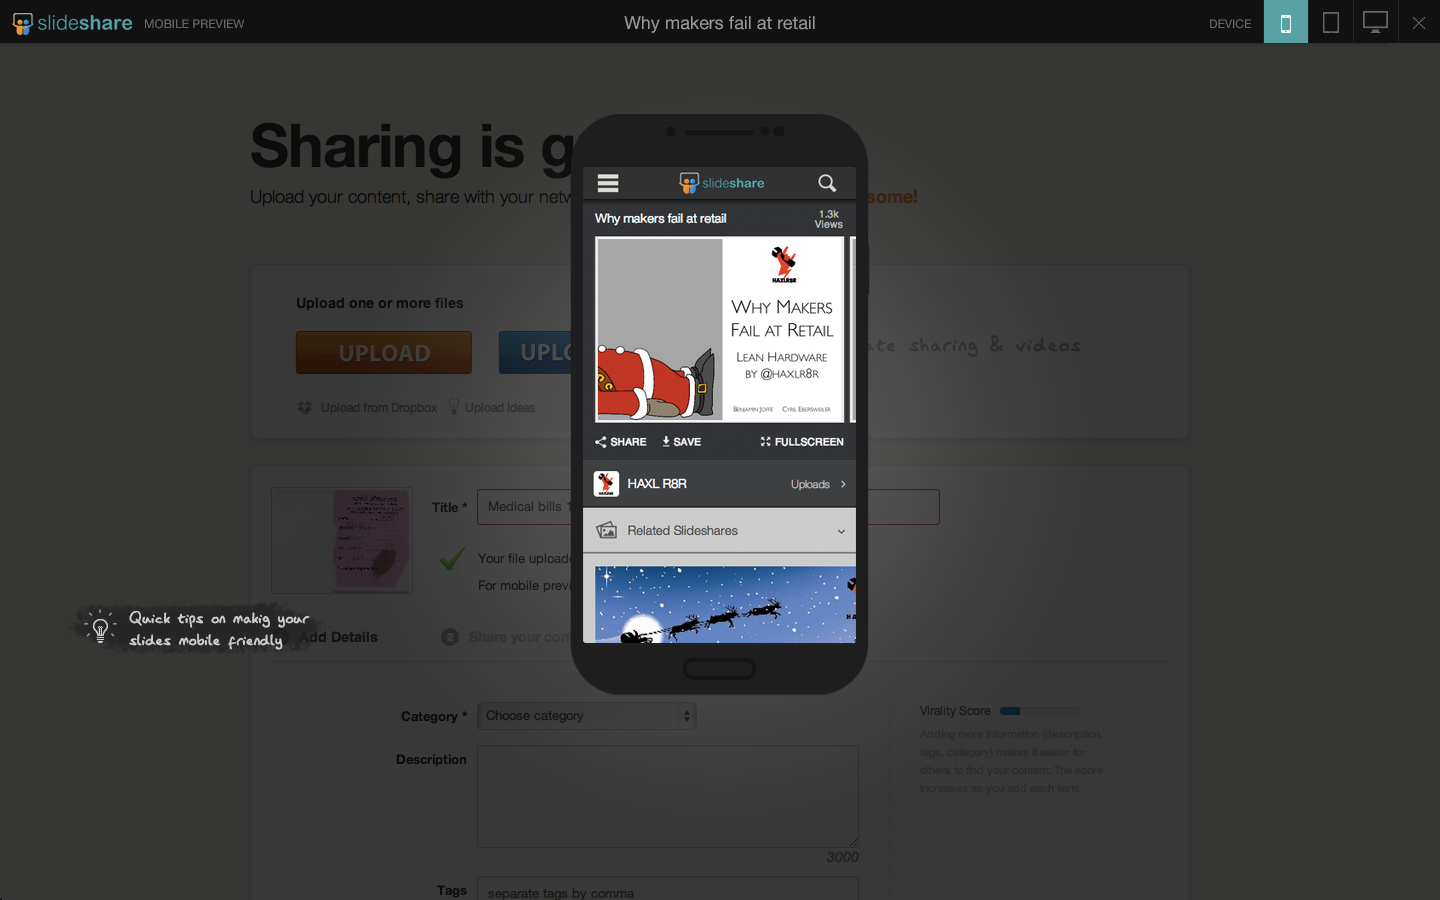 slideshare MOBILE PREVIEW
Why makers fail at retail
DEVICE
Sharing is g
Upload your content, share with your netw
some!
slideshare
Why makers fail at retail
1.3k
Views
HAXLR8R
WHY MAKERS
FAIL AT RETAIL
LEAN HARDWARE
BY @HAXLR8R
BENJAMIN JOFFE CYRIL EBERSWEILER
SHARE SAVE FULLSCREEN
HAXL R8R
Uploads
Related Slideshares
Upload one or more files
UPLOAD
UPLO
ate sharing & videos
Upload from Dropbox
Upload Ideas
Title *
Medical bills 1
Your file uploade
For mobile previ
Quick tips on makig your
slides mobile friendly
Add Details
2 Share your con
Category *
Choose category
Description
3000
Tags
separate tags by comma
Virality Score
Adding more information (description,
tags, category) makes it easier for
others to find your content. The score
increases as you add each item.